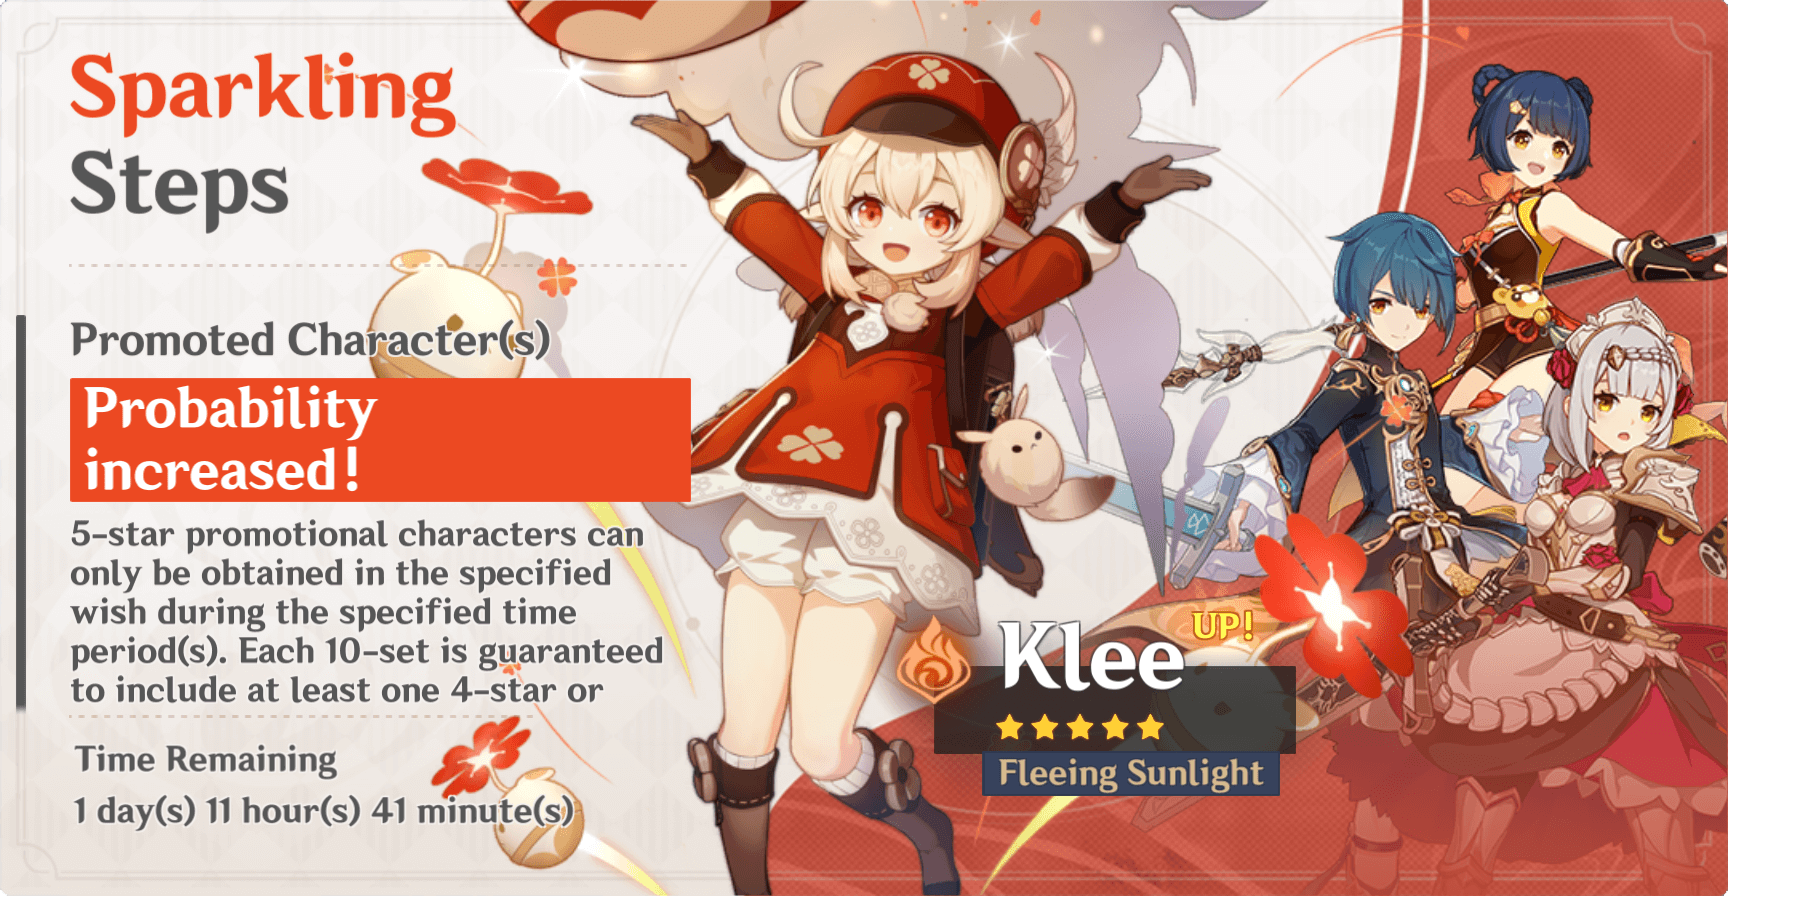 Sparkling
Steps
Promoted Character(s)
Probability
increased!
5-star promotional characters can
only be obtained in the specified
wish during the specified time
period(s). Each 10-set is guaranteed
to include at least one 4-star or
Time Remaining
1 day(s) 11 hour(s) 41 minute(s)
UP!
Klee
Fleeing Sunlight